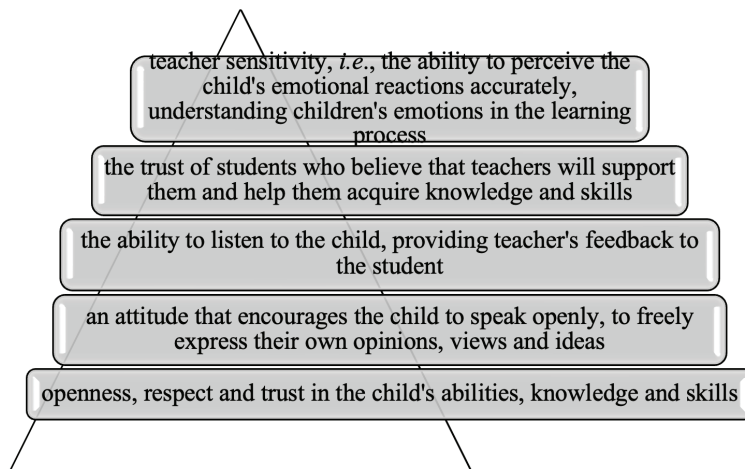 teacher sensitivity, i.e., the ability to perceive the
child's emotional reactions accurately,
understanding children's emotions in the learning
process
the trust of students who believe that teachers will support
them and help them acquire knowledge and skills
the ability to listen to the child, providing teacher's feedback to
the student
an attitude that encourages the child to speak openly, to freely
express their own opinions, views and ideas
openness, respect and trust in the child's abilities, knowledge and skills